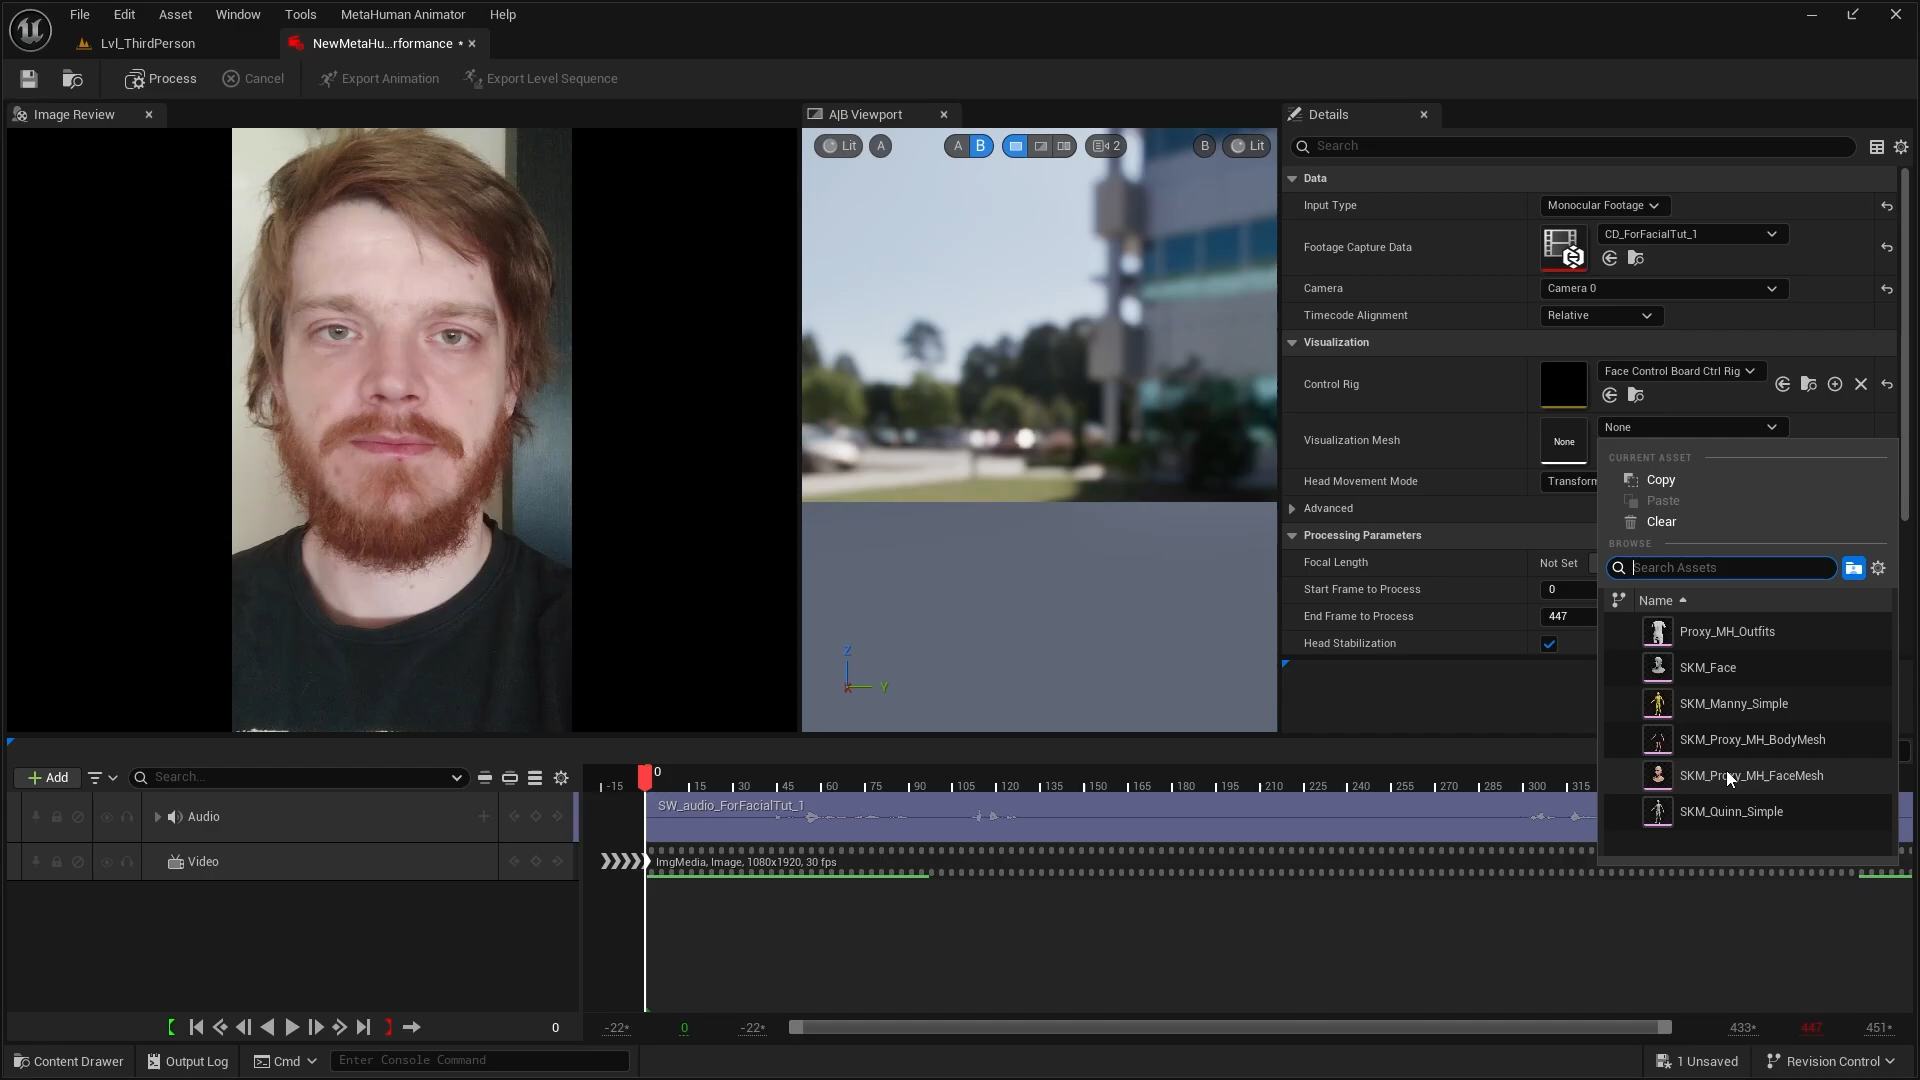 File Edit Asset Window Tools MetaHuman Animator Help
Lvl_ThirdPerson
NewMetaHu...rformance *
Process Cancel Export Animation Export Level Sequence
Image Review
A|B Viewport
Details
Lit A A B 2 B Lit
Search
Data
Input Type Monocular Footage
Footage Capture Data CD_ForFacialTut_1
Camera Camera 0
Timecode Alignment Relative
Visualization
Control Rig Face Control Board Ctrl Rig
Visualization Mesh None None
Head Movement Mode Transform
Advanced
Processing Parameters
Focal Length Not Set
Start Frame to Process 0
End Frame to Process 447
Head Stabilization
CURRENT ASSET
Copy
Paste
Clear
BROWSE
Search Assets
Name
Proxy_MH_Outfits
SKM_Face
SKM_Manny_Simple
SKM_Proxy_MH_BodyMesh
SKM_Proxy_MH_FaceMesh
SKM_Quinn_Simple
Z
X Y
+ Add Search...
0
-15 15 30 45 60 75 90 105 120 135 150 165 180 195 210 225 240 255 270 285 300 315
Audio
SW_audio_ForFacialTut_1
Video
ImgMedia, Image, 1080x1920, 30 fps
0 -22* 0 -22* 433* 447 451*
Content Drawer Output Log Cmd Enter Console Command 1 Unsaved Revision Control